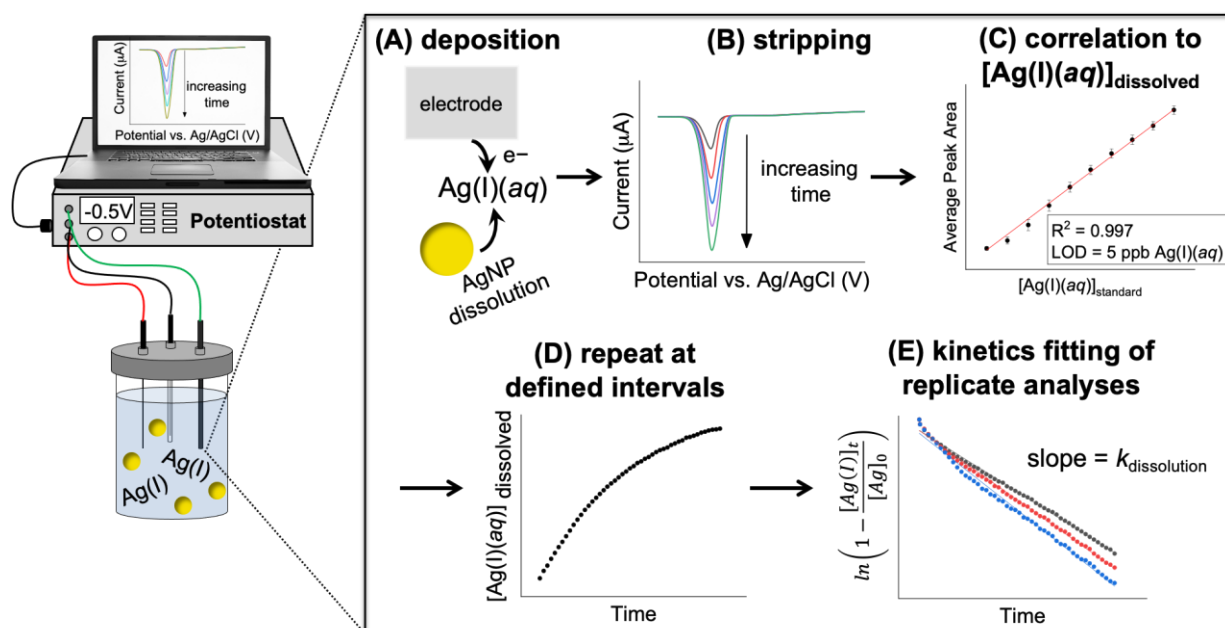 Current (µA)
increasing
time
Potential vs. Ag/AgCl (V)
-0.5V
Potentiostat
Ag(I)
Ag(I)
(A) deposition
electrode
e−
Ag(I)(aq)
AgNP
dissolution
(B) stripping
Current (µA)
increasing
time
Potential vs. Ag/AgCl (V)
(C) correlation to
[Ag(I)(aq)]dissolved
Average Peak Area
R² = 0.997
LOD = 5 ppb Ag(I)(aq)
[Ag(I)(aq)]standard
(D) repeat at
defined intervals
[Ag(I)(aq)] dissolved
Time
(E) kinetics fitting of
replicate analyses
ln(1 − [Ag(I)]t/[Ag]0)
slope = kdissolution
Time